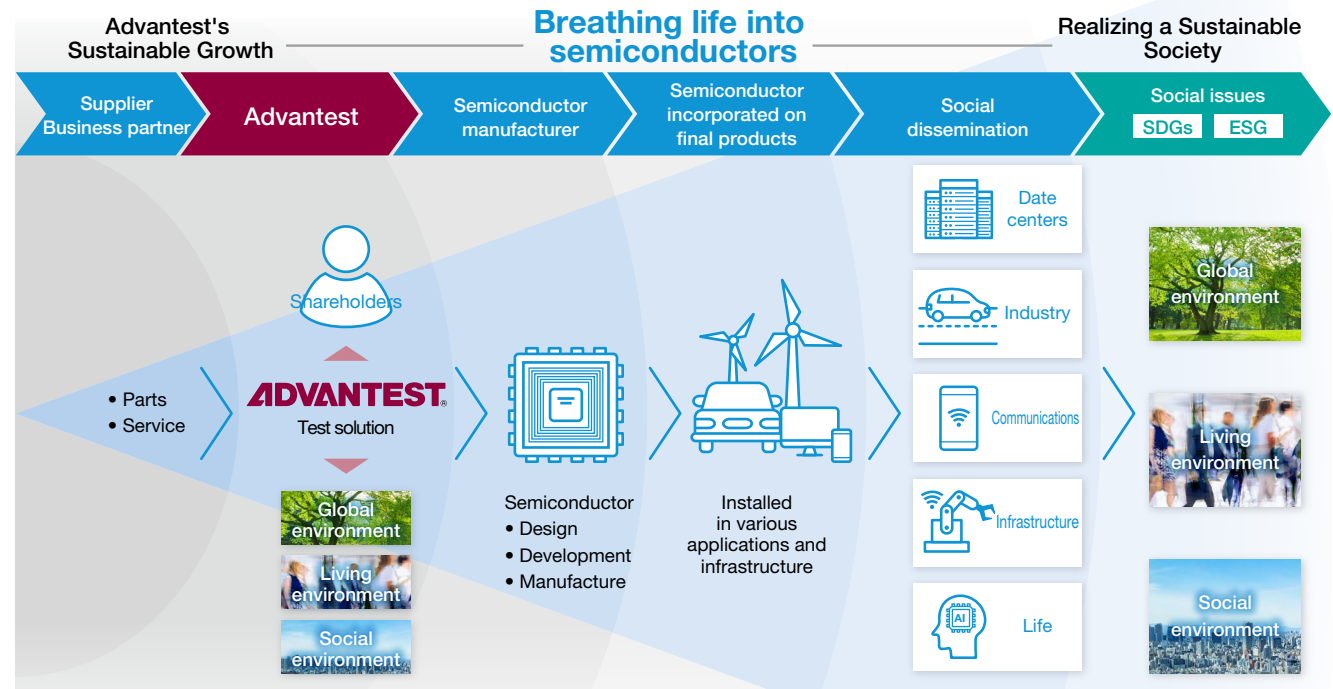 Advantest's
Sustainable Growth
Breathing life into
semiconductors
Realizing a Sustainable
Society
Supplier
Business partner
Advantest
Semiconductor
manufacturer
Semiconductor
incorporated on
final products
Social
dissemination
Social issues
SDGs ESG
Shareholders
• Parts
• Service
ADVANTEST®
Test solution
Global
environment
Living
environment
Social
environment
Semiconductor
• Design
• Development
• Manufacture
Installed
in various
applications and
infrastructure
Date
centers
Industry
Communications
Infrastructure
AI
Life
Global
environment
Living
environment
Social
environment